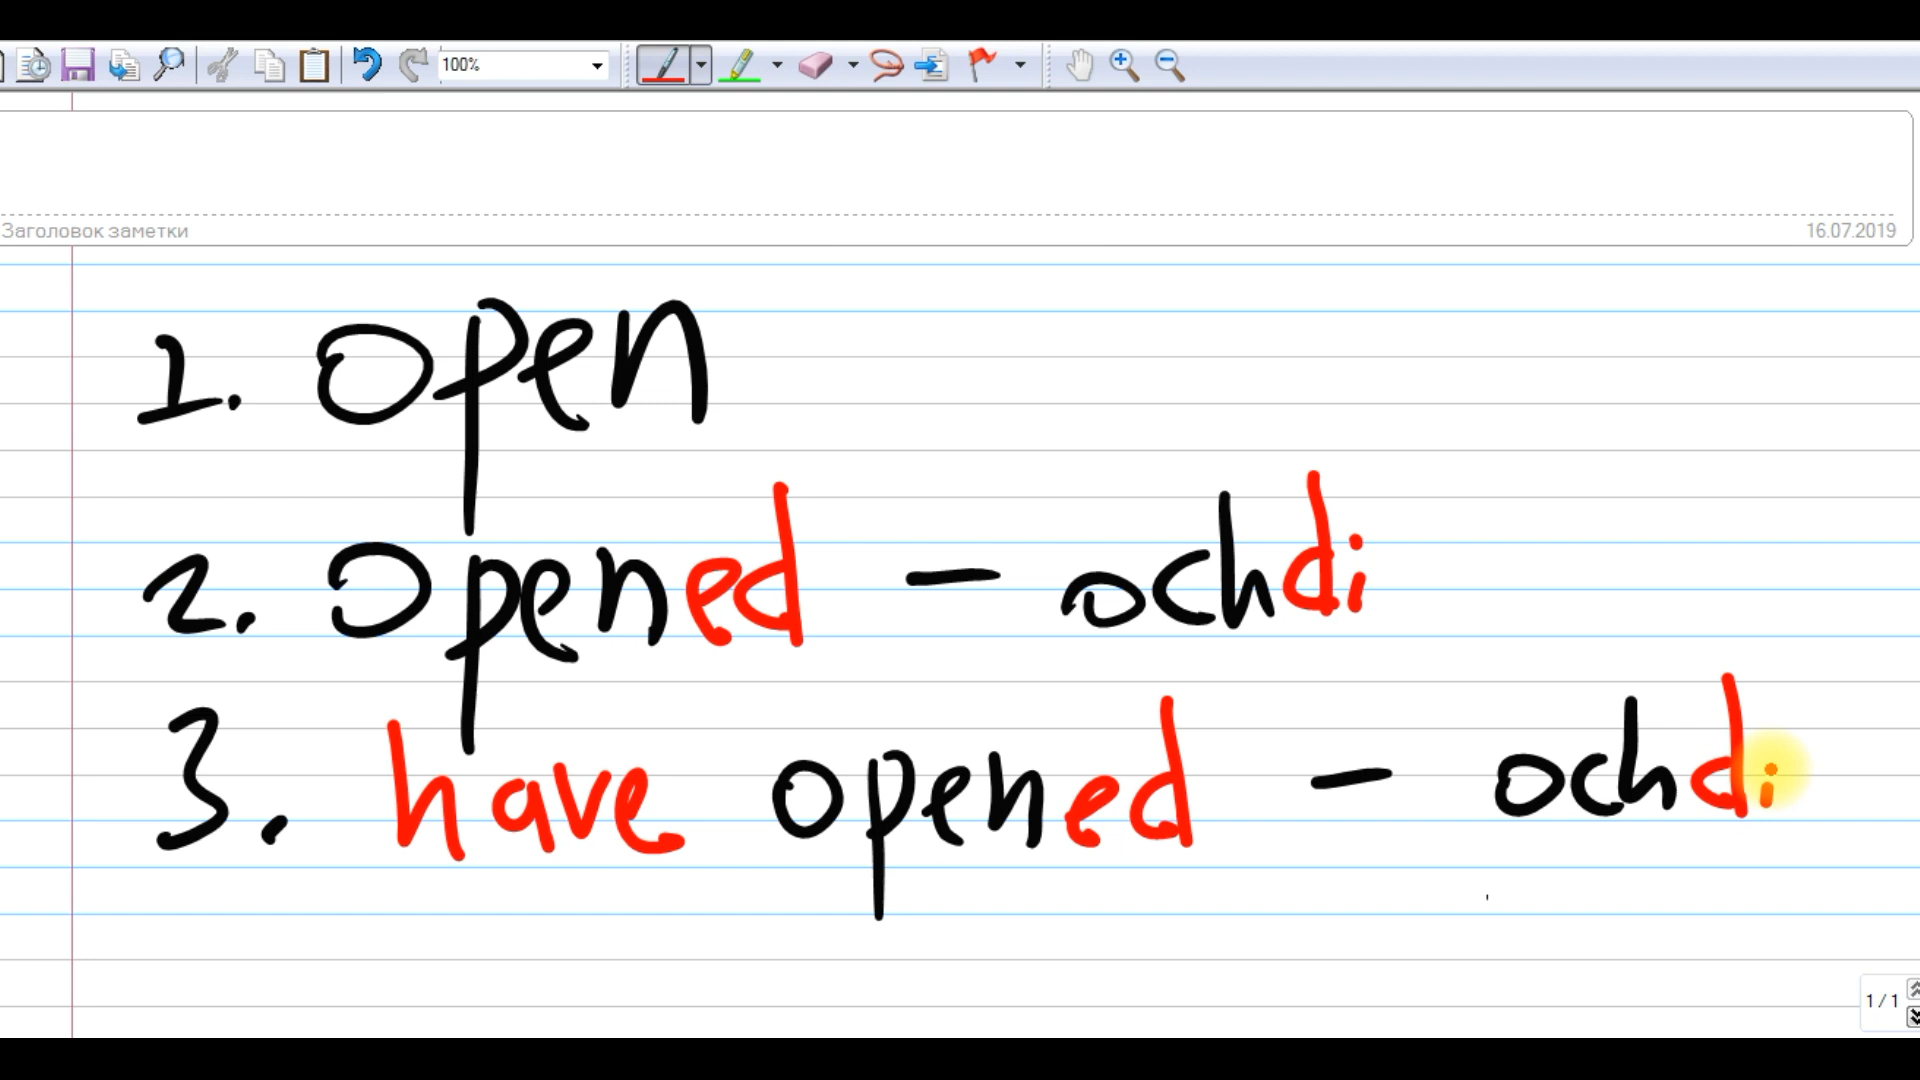 100%
Заголовок заметки
16.07.2019
1. open
2. opened - ochdi
3. have opened - ochdi
1 / 1